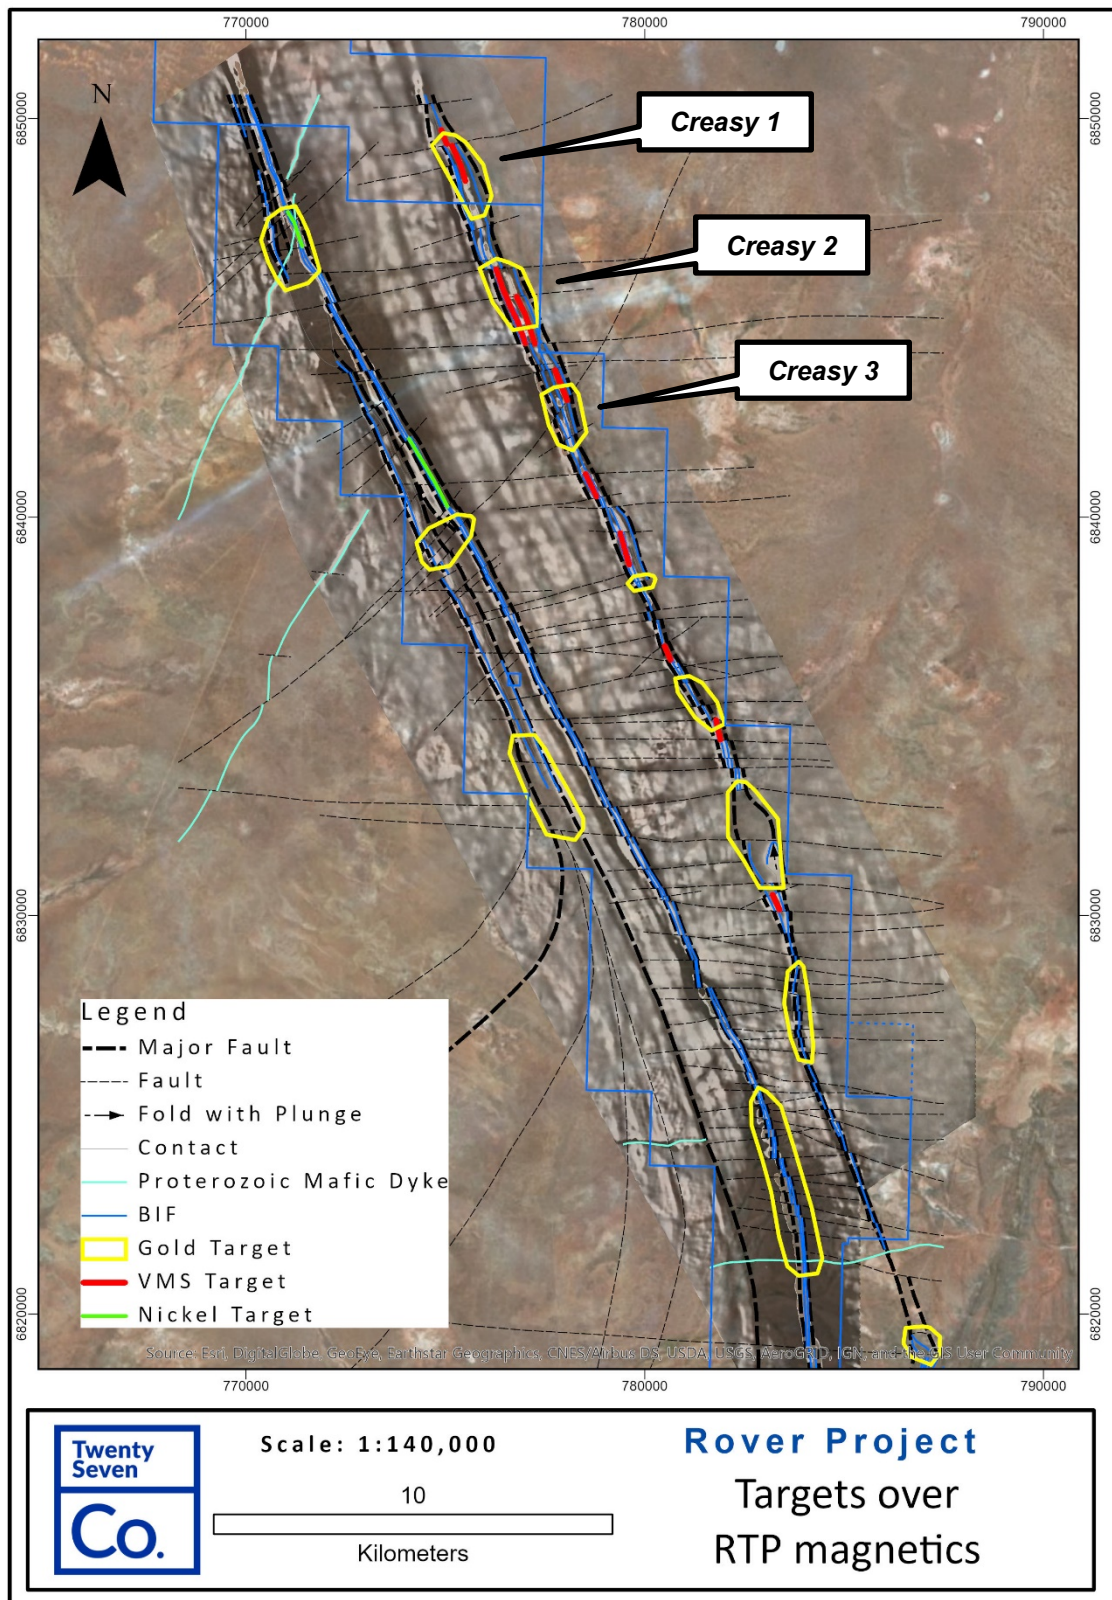 770000
780000
790000
N
6850000
6850000
Creasy 1
Creasy 2
Creasy 3
6840000
6840000
6830000
6830000
Legend
Major Fault
Fault
Fold with Plunge
Contact
Proterozoic Mafic Dyke
BIF
Gold Target
VMS Target
Nickel Target
6820000
6820000
Source: Esri, DigitalGlobe, GeoEye, Earthstar Geographics, CNES/Airbus DS, USDA, USGS, AeroGRID, IGN, and the GIS User Community
770000
780000
790000
Twenty
Seven
Co.
Scale: 1:140,000
10
Kilometers
Rover Project
Targets over
RTP magnetics